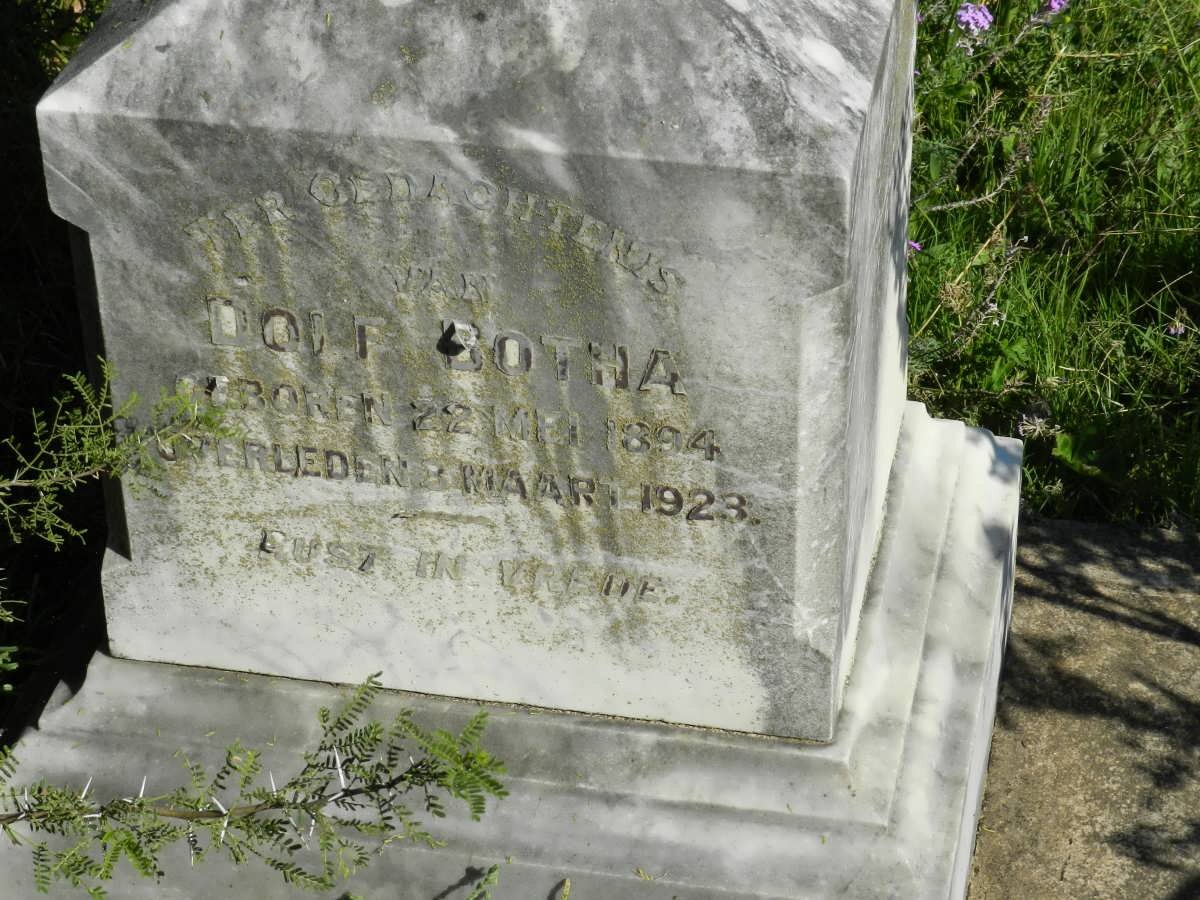 TER GEDACHTENIS
VAN
DOLF BOTHA
GEBOREN 22 MEI 1894
OVERLEDEN 3 MAART 1923.
RUST IN VREDE.